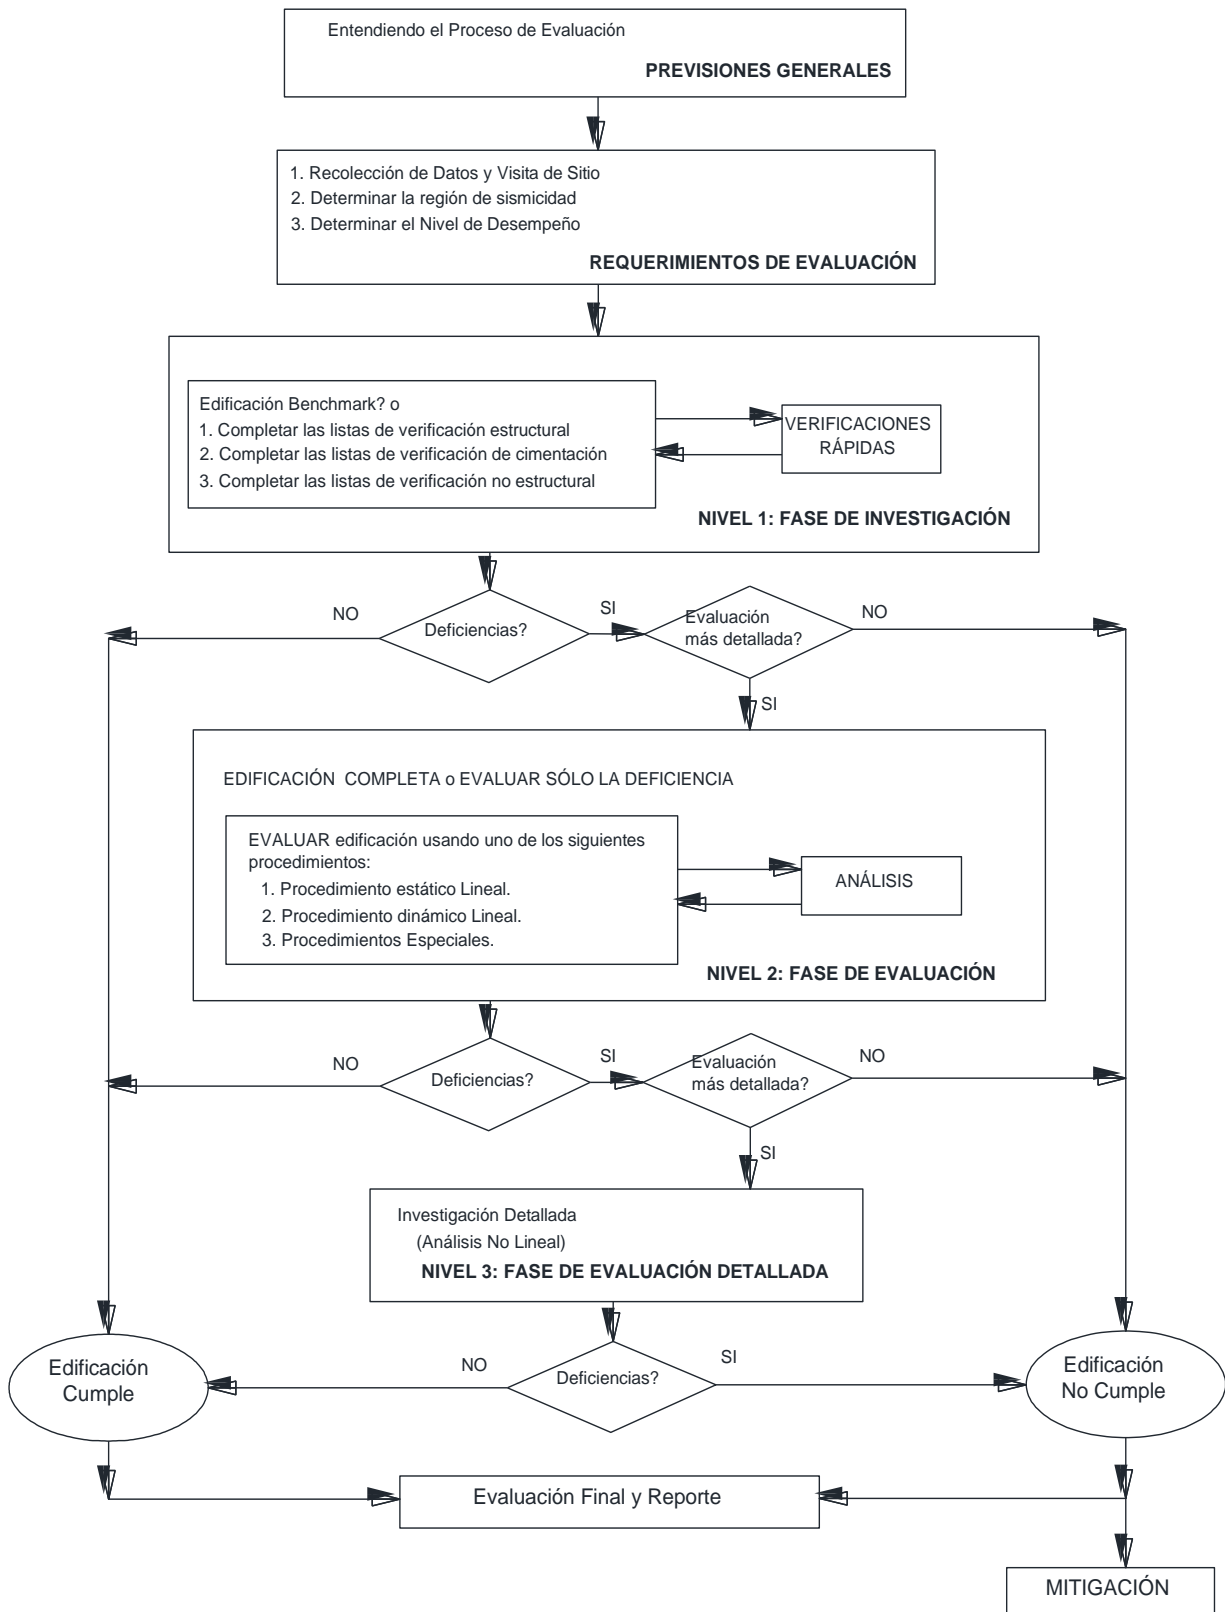 Entendiendo el Proceso de Evaluación
PREVISIONES GENERALES
1. Recolección de Datos y Visita de Sitio
2. Determinar la región de sismicidad
3. Determinar el Nivel de Desempeño
REQUERIMIENTOS DE EVALUACIÓN
Edificación Benchmark? o
1. Completar las listas de verificación estructural
2. Completar las listas de verificación de cimentación
3. Completar las listas de verificación no estructural
VERIFICACIONES
RÁPIDAS
NIVEL 1: FASE DE INVESTIGACIÓN
NO
Deficiencias?
SI
Evaluación
más detallada?
NO
SI
EDIFICACIÓN COMPLETA o EVALUAR SÓLO LA DEFICIENCIA
EVALUAR edificación usando uno de los siguientes
procedimientos:
1. Procedimiento estático Lineal.
2. Procedimiento dinámico Lineal.
3. Procedimientos Especiales.
ANÁLISIS
NIVEL 2: FASE DE EVALUACIÓN
NO
Deficiencias?
SI
Evaluación
más detallada?
NO
SI
Investigación Detallada
(Análisis No Lineal)
NIVEL 3: FASE DE EVALUACIÓN DETALLADA
Edificación
Cumple
NO
Deficiencias?
SI
Edificación
No Cumple
Evaluación Final y Reporte
MITIGACIÓN